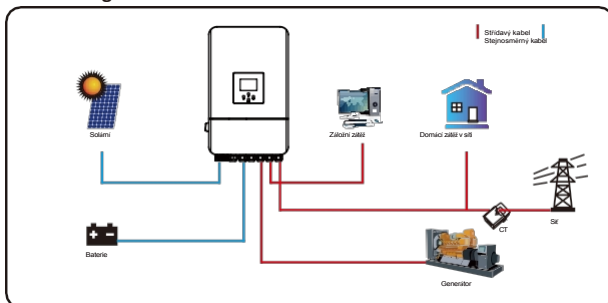 Střídavý kabel
Stejnosměrný kabel
Solární
Záložní zátěž
Domácí zátěž v síti
CT
Síť
Baterie
Generátor